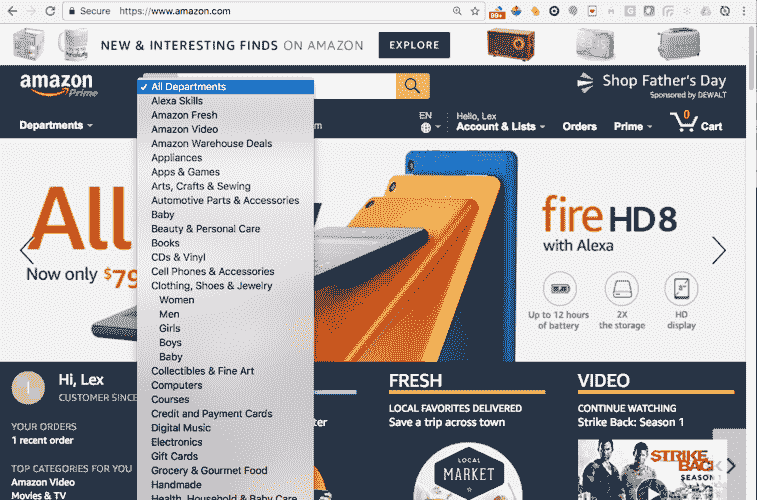 Secure https://www.amazon.com
99+
NEW & INTERESTING FINDS ON AMAZON
EXPLORE
amazon
Prime
Shop Father's Day
Sponsored by DEWALT
Departments
EN
Hello, Lex
Account & Lists
Orders
Prime
0
Cart
✓ All Departments
Alexa Skills
Amazon Fresh
Amazon Video
Amazon Warehouse Deals
Appliances
Apps & Games
Arts, Crafts & Sewing
Automotive Parts & Accessories
Baby
Beauty & Personal Care
Books
CDs & Vinyl
Cell Phones & Accessories
Clothing, Shoes & Jewelry
Women
Men
Girls
Boys
Baby
Collectibles & Fine Art
Computers
Courses
Credit and Payment Cards
Digital Music
Electronics
Gift Cards
Grocery & Gourmet Food
Handmade
Health, Household & Baby Care
All
Now only $79
fire HD 8
with Alexa
8"
Up to 12 hours
of battery
2X
the storage
HD
display
Hi, Lex
CUSTOMER SINCE
YOUR ORDERS
1 recent order
TOP CATEGORIES FOR YOU
Amazon Video
Movies & TV
FRESH
LOCAL FAVORITES DELIVERED
Save a trip across town
LOCAL
MARKET
VIDEO
CONTINUE WATCHING
Strike Back: Season 1
STRIKE
BACK
SEASON